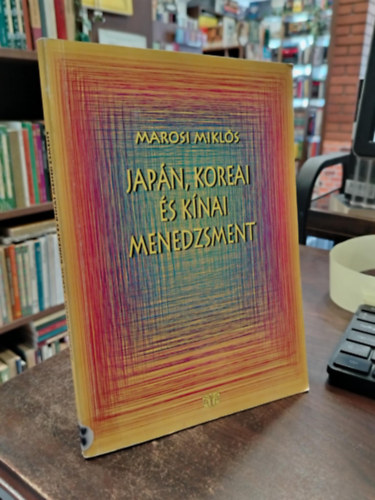 MAROSI MIKLÓS
JAPÁN, KOREAI
ÉS KÍNAI
MENEDZSMENT